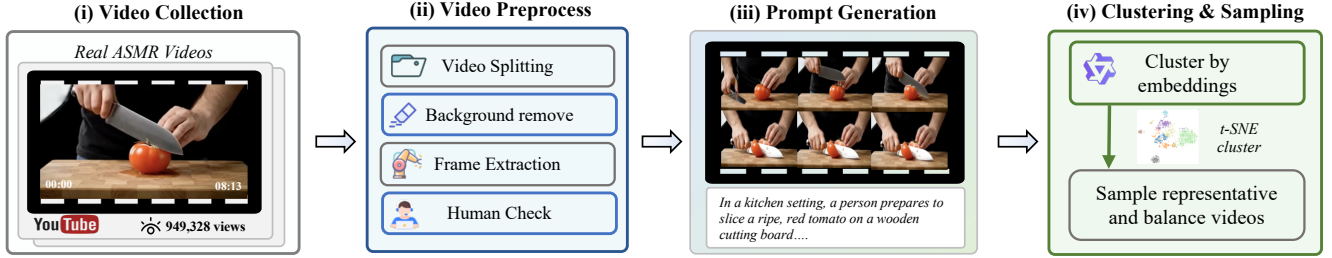 (i) Video Collection
Real ASMR Videos
00:00
08:13
YouTube
949,328 views
(ii) Video Preprocess
Video Splitting
Background remove
Frame Extraction
Human Check
(iii) Prompt Generation
In a kitchen setting, a person prepares to
slice a ripe, red tomato on a wooden
cutting board....
(iv) Clustering & Sampling
Cluster by
embeddings
t-SNE
cluster
Sample representative
and balance videos